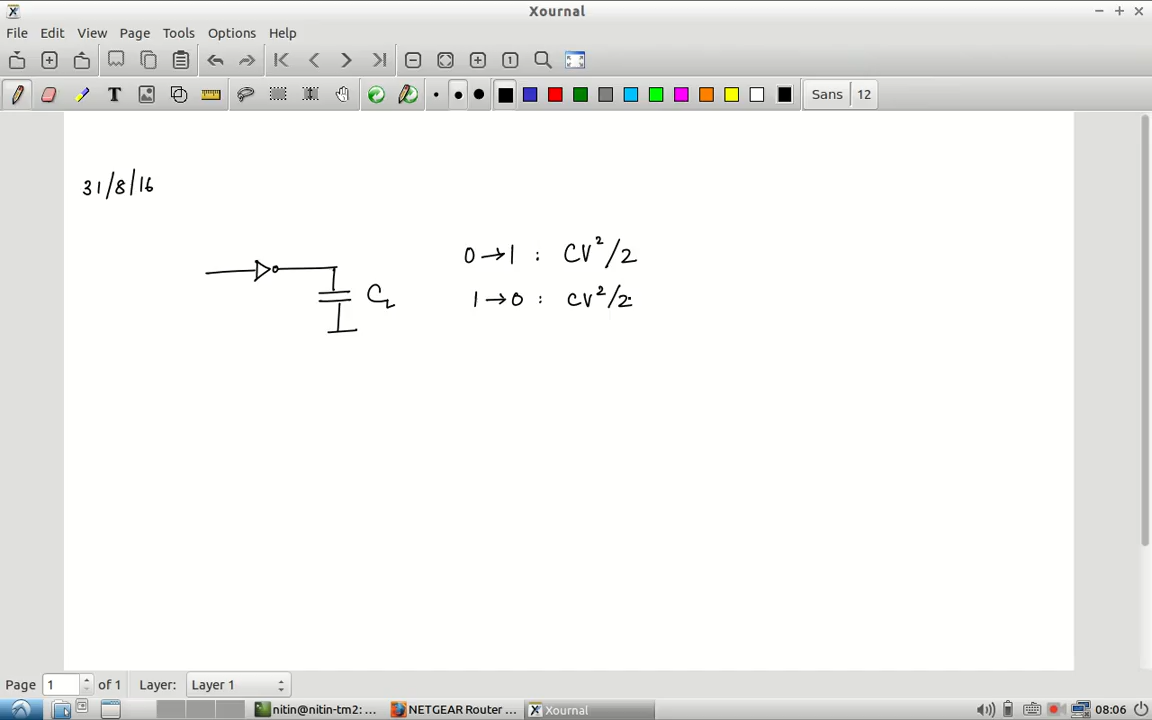 Xournal
File Edit View Page Tools Options Help
Sans 12
31/8/16
0→1 : CV²/2
C_L
1→0 : CV²/2
Page 1 of 1 Layer: Layer 1
nitin@nitin-tm2: ... NETGEAR Router ... Xournal 08:06